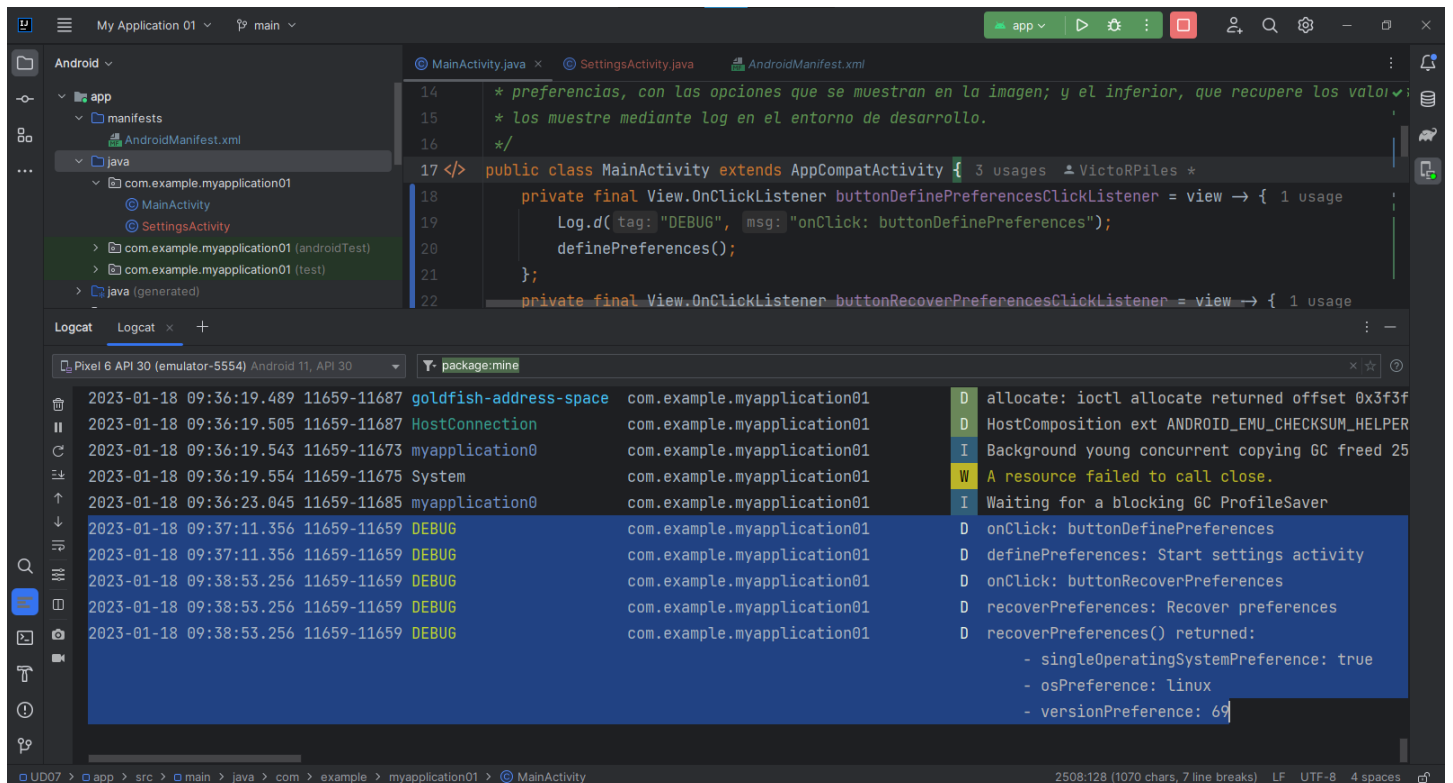 My Application 01
main
app
Android
MainActivity.java
SettingsActivity.java
AndroidManifest.xml
app
manifests
AndroidManifest.xml
java
com.example.myapplication01
MainActivity
SettingsActivity
com.example.myapplication01 (androidTest)
com.example.myapplication01 (test)
java (generated)
14 * preferencias, con las opciones que se muestran en la imagen; y el inferior, que recupere los valo
15 * los muestre mediante log en el entorno de desarrollo.
16 */
17 </> public class MainActivity extends AppCompatActivity { 3 usages VictoRPiles *
18 private final View.OnClickListener buttonDefinePreferencesClickListener = view → { 1 usage
19 Log.d( tag: "DEBUG", msg: "onClick: buttonDefinePreferences");
20 definePreferences();
21 };
22 private final View.OnClickListener buttonRecoverPreferencesClickListener = view → { 1 usage
Logcat Logcat × +
Pixel 6 API 30 (emulator-5554) Android 11, API 30 package:mine
2023-01-18 09:36:19.489 11659-11687 goldfish-address-space com.example.myapplication01 D allocate: ioctl allocate returned offset 0x3f3f
2023-01-18 09:36:19.505 11659-11687 HostConnection com.example.myapplication01 D HostComposition ext ANDROID_EMU_CHECKSUM_HELPER
2023-01-18 09:36:19.543 11659-11673 myapplication0 com.example.myapplication01 I Background young concurrent copying GC freed 25
2023-01-18 09:36:19.554 11659-11675 System com.example.myapplication01 W A resource failed to call close.
2023-01-18 09:36:23.045 11659-11685 myapplication0 com.example.myapplication01 I Waiting for a blocking GC ProfileSaver
2023-01-18 09:37:11.356 11659-11659 DEBUG com.example.myapplication01 D onClick: buttonDefinePreferences
2023-01-18 09:37:11.356 11659-11659 DEBUG com.example.myapplication01 D definePreferences: Start settings activity
2023-01-18 09:38:53.256 11659-11659 DEBUG com.example.myapplication01 D onClick: buttonRecoverPreferences
2023-01-18 09:38:53.256 11659-11659 DEBUG com.example.myapplication01 D recoverPreferences: Recover preferences
2023-01-18 09:38:53.256 11659-11659 DEBUG com.example.myapplication01 D recoverPreferences() returned:
- singleOperatingSystemPreference: true
- osPreference: linux
- versionPreference: 69
UD07 > app > src > main > java > com > example > myapplication01 > MainActivity 2508:128 (1070 chars, 7 line breaks) LF UTF-8 4 spaces